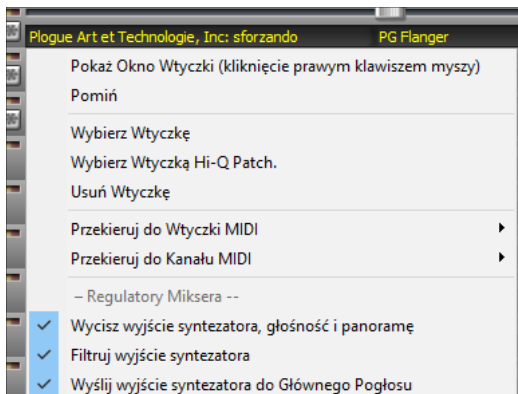 Plogue Art et Technologie, Inc: sforzando PG Flanger
Pokaż Okno Wtyczki (kliknięcie prawym klawiszem myszy)
Pomiń
Wybierz Wtyczkę
Wybierz Wtyczką Hi-Q Patch.
Usuń Wtyczkę
Przekieruj do Wtyczki MIDI
Przekieruj do Kanału MIDI
– Regulatory Miksera --
Wycisz wyjście syntezatora, głośność i panoramę
Filtruj wyjście syntezatora
Wyślij wyjście syntezatora do Głównego Pogłosu